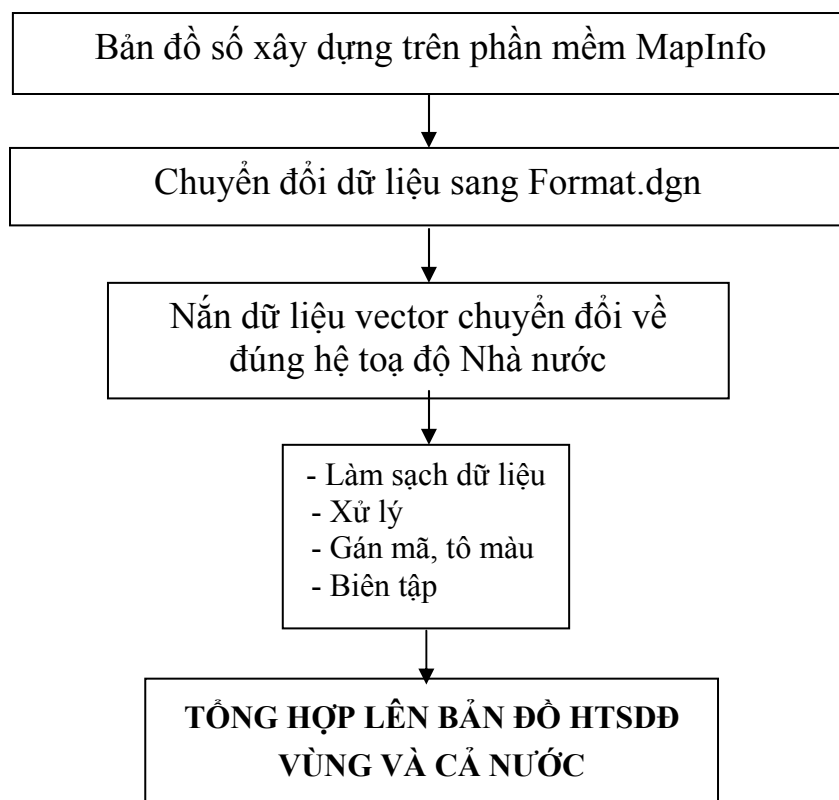 Bản đồ số xây dựng trên phần mềm MapInfo
Chuyển đổi dữ liệu sang Format.dgn
Nắn dữ liệu vector chuyển đổi về
đúng hệ toạ độ Nhà nước
- Làm sạch dữ liệu
- Xử lý
- Gán mã, tô màu
- Biên tập
TỔNG HỢP LÊN BẢN ĐỒ HTSDĐ
VÙNG VÀ CẢ NƯỚC